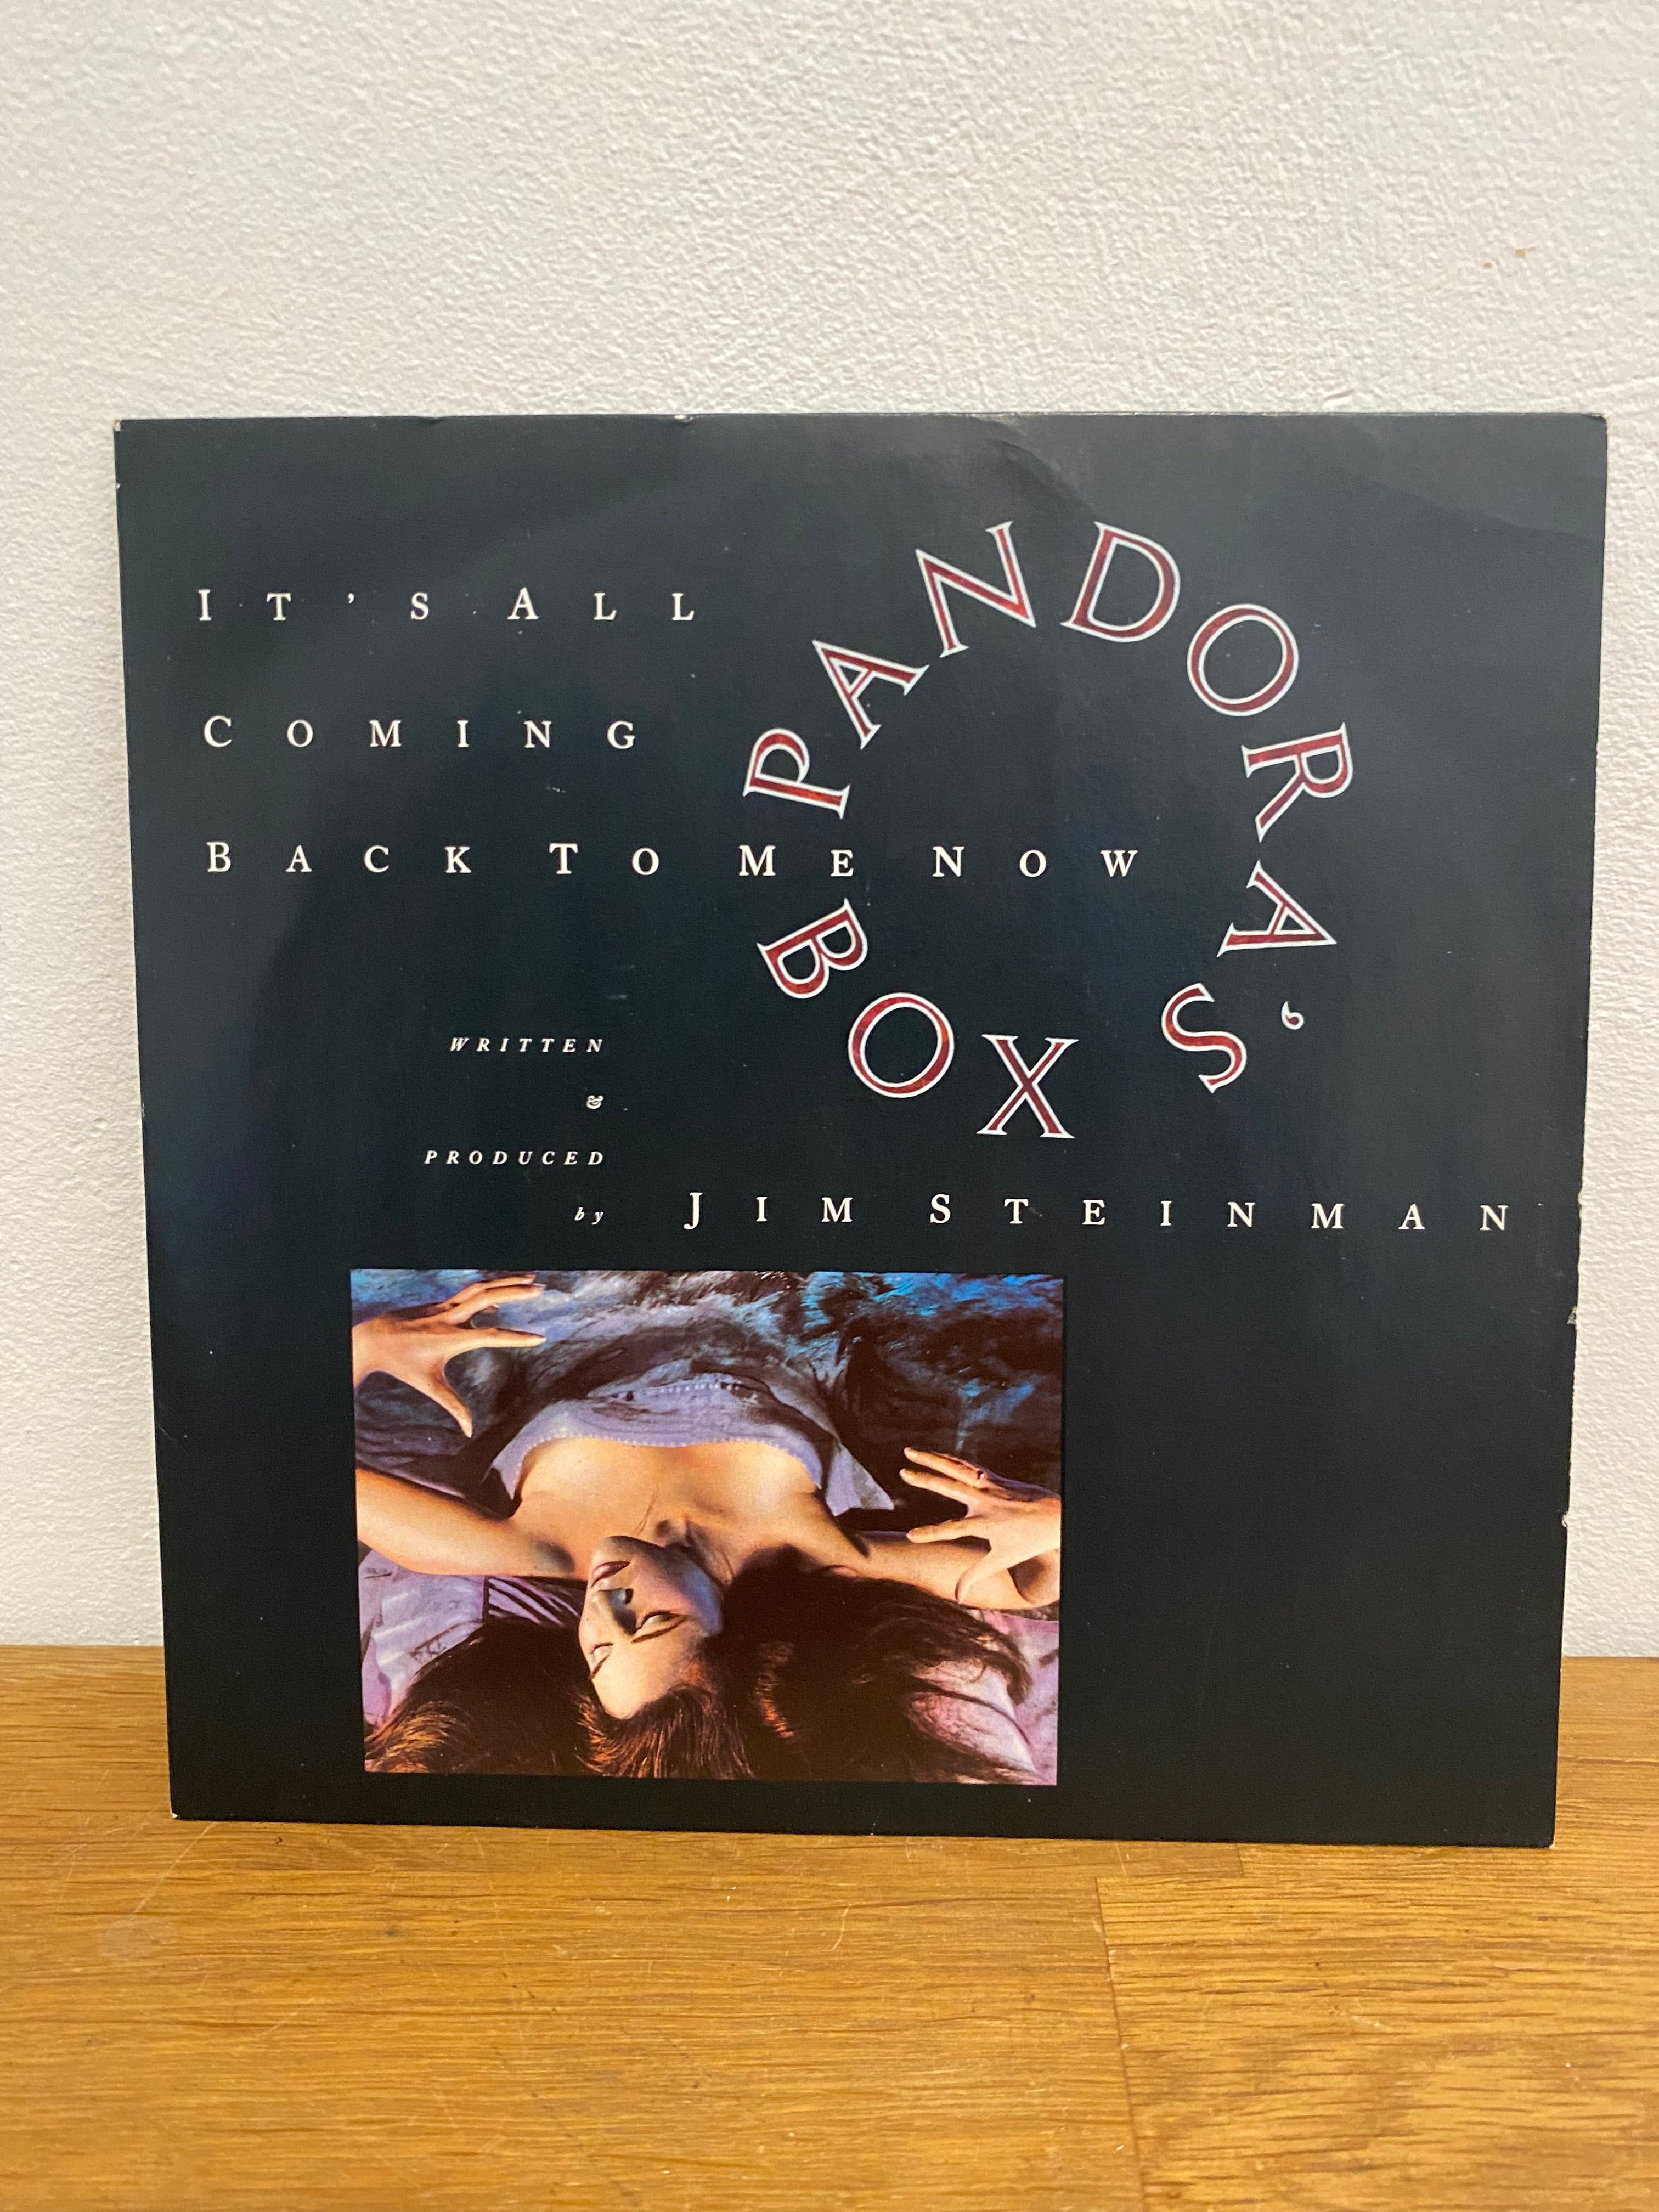 IT'S ALL
COMING
BACK TO ME NOW
PANDORA'S BOX
WRITTEN
&
PRODUCED
by JIM STEINMAN